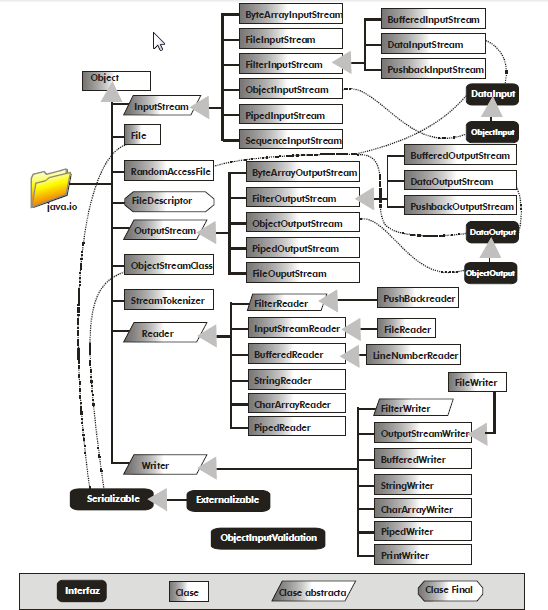 ByteArrayInputStream
FileInputStream
FilterInputStream
ObjectInputStream
PipedInputStream
SequenceInputStream
BufferedInputStream
DataInputStream
PushbackInputStream
DataInput
ObjectInput
Object
InputStream
File
RandomAccessFile
FileDescriptor
OutputStream
ObjectStreamClass
StreamTokenizer
Reader
Writer
java.io
ByteArrayOutputStream
FilterOutputStream
ObjectOutputStream
PipedOutputStream
FileOuputStream
BufferedOutputStream
DataOutputStream
PushbackOutputStream
DataOutput
ObjectOutput
FilterReader
InputStreamReader
BufferedReader
StringReader
CharArrayReader
PipedReader
PushBackreader
FileReader
LineNumberReader
FileWriter
FilterWriter
OutputStreamWriter
BufferedWriter
StringWriter
CharArrayWriter
PipedWriter
PrintWriter
Serializable
Externalizable
ObjectInputValidation
Interfaz
Clase
Clase abstracta
Clase Final